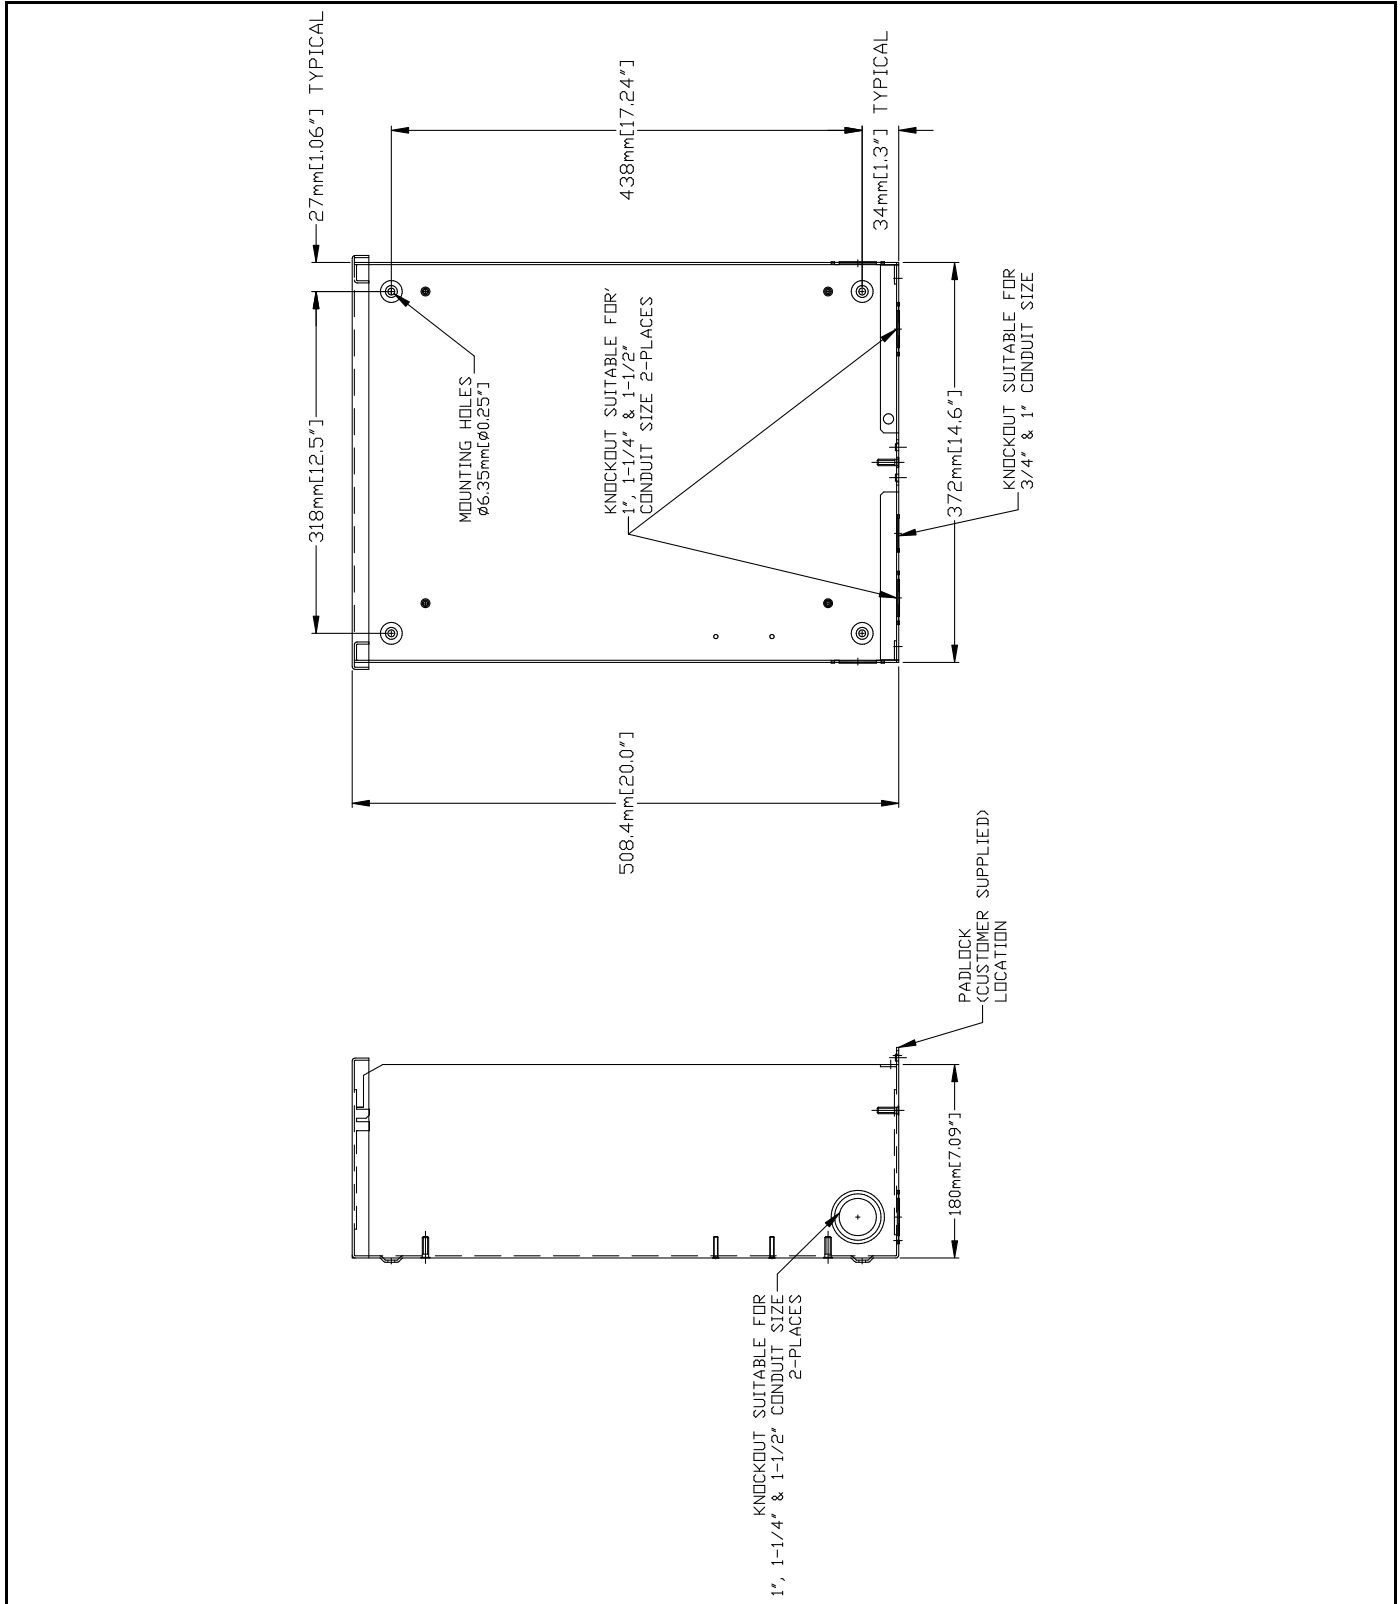 27mm[1.06"] TYPICAL
318mm[12.5"]
438mm[17.24"]
34mm[1.3"] TYPICAL
MOUNTING HOLES
ø6.35mm[ø0.25"]
KNOCKOUT SUITABLE FOR'
1", 1-1/4" & 1-1/2"
CONDUIT SIZE 2-PLACES
372mm[14.6"]
KNOCKOUT SUITABLE FOR
3/4" & 1" CONDUIT SIZE
508.4mm[20.0"]
PADLOCK
(CUSTOMER SUPPLIED)
LOCATION
180mm[7.09"]
KNOCKOUT SUITABLE FOR
1", 1-1/4" & 1-1/2" CONDUIT SIZE
2-PLACES